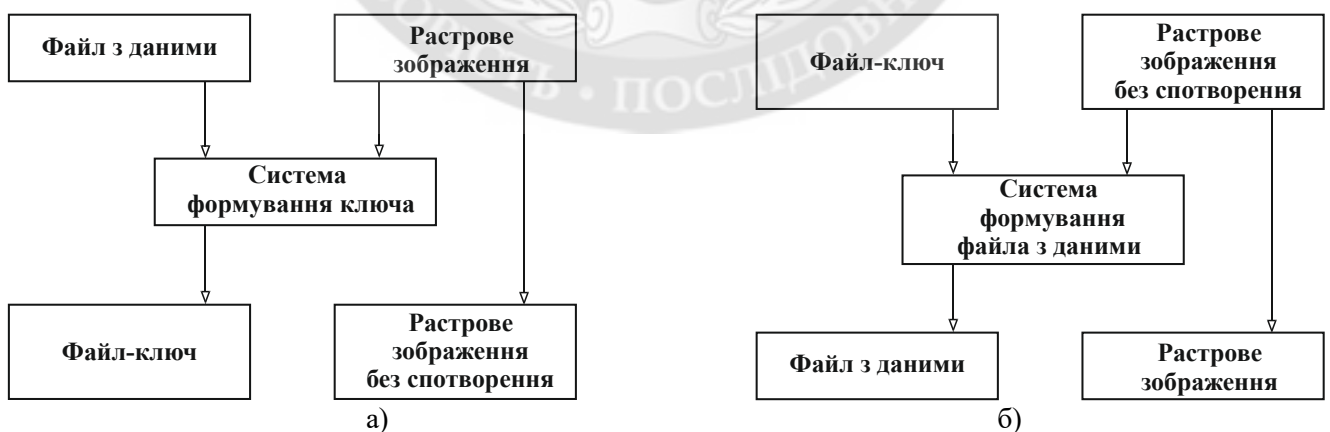 Файл з даними
Растрове
зображення
Система
формування ключа
Файл-ключ
Растрове
зображення
без спотворення
а)
Файл-ключ
Растрове
зображення
без спотворення
Система
формування
файла з даними
Файл з даними
Растрове
зображення
б)